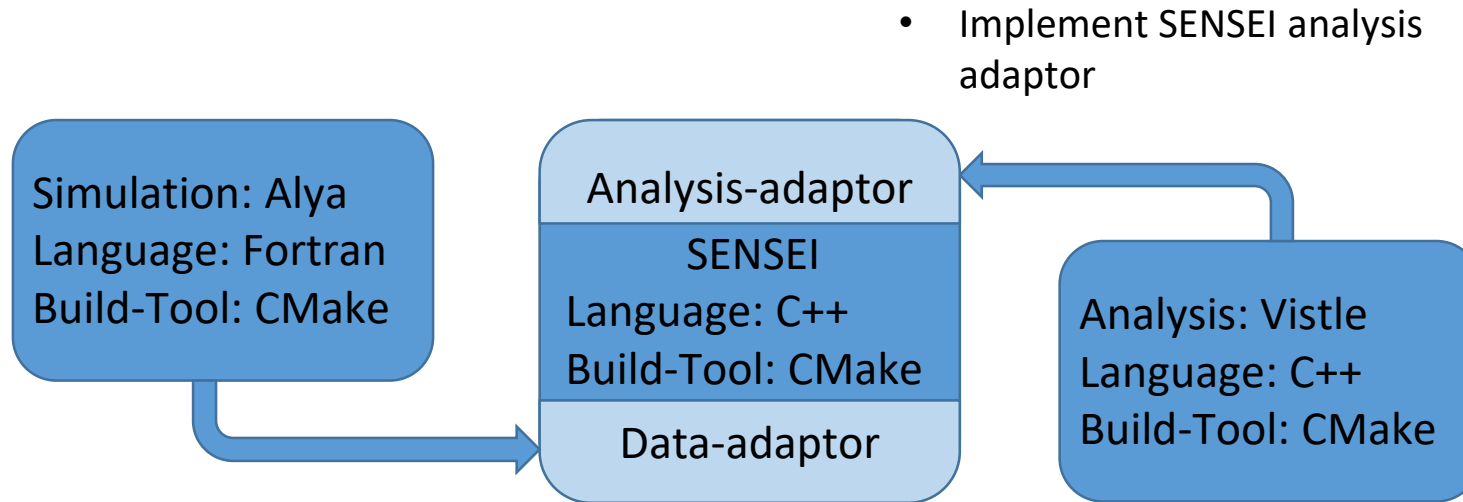 • Implement SENSEI analysis
adaptor
Simulation: Alya
Language: Fortran
Build-Tool: CMake
Analysis-adaptor
SENSEI
Language: C++
Build-Tool: CMake
Data-adaptor
Analysis: Vistle
Language: C++
Build-Tool: CMake